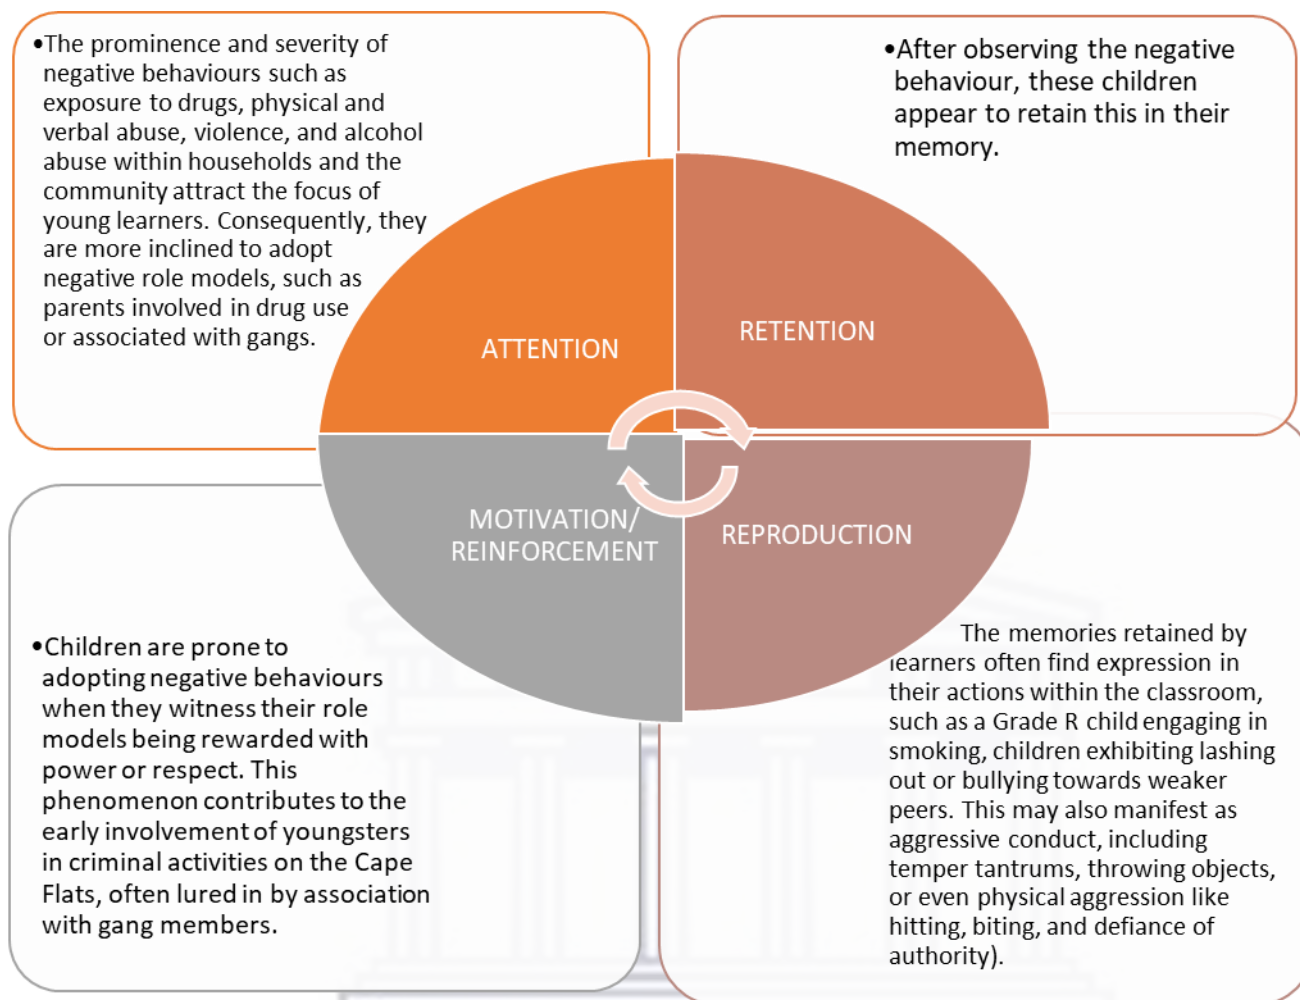 •The prominence and severity of
negative behaviours such as
exposure to drugs, physical and
verbal abuse, violence, and alcohol
abuse within households and the
community attract the focus of
young learners. Consequently, they
are more inclined to adopt
negative role models, such as
parents involved in drug use
or associated with gangs.
•After observing the negative
behaviour, these children
appear to retain this in their
memory.
ATTENTION
RETENTION
MOTIVATION/
REINFORCEMENT
REPRODUCTION
•Children are prone to
adopting negative behaviours
when they witness their role
models being rewarded with
power or respect. This
phenomenon contributes to the
early involvement of youngsters
in criminal activities on the Cape
Flats, often lured in by association
with gang members.
The memories retained by
learners often find expression in
their actions within the classroom,
such as a Grade R child engaging in
smoking, children exhibiting lashing
out or bullying towards weaker
peers. This may also manifest as
aggressive conduct, including
temper tantrums, throwing objects,
or even physical aggression like
hitting, biting, and defiance of
authority).